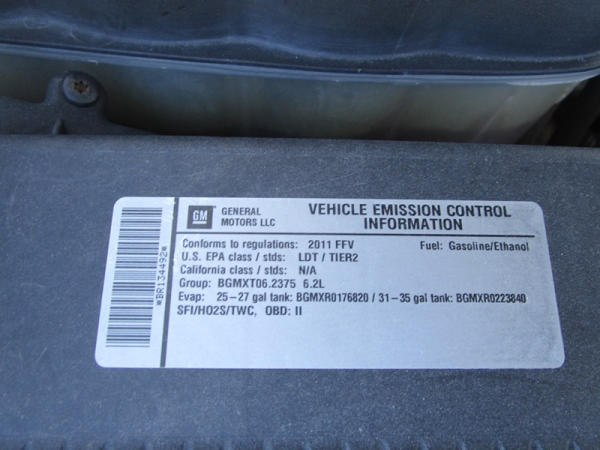 GM GENERAL MOTORS LLC
VEHICLE EMISSION CONTROL INFORMATION
Conforms to regulations: 2011 FFV Fuel: Gasoline/Ethanol
U.S. EPA class / stds: LDT / TIER2
California class / stds: N/A
Group: BGMXT06.2375 6.2L
Evap: 25-27 gal tank: BGMXR0176820 / 31-35 gal tank: BGMXR0223840
SFI/HO2S/TWC, OBD: II
*BR134492*